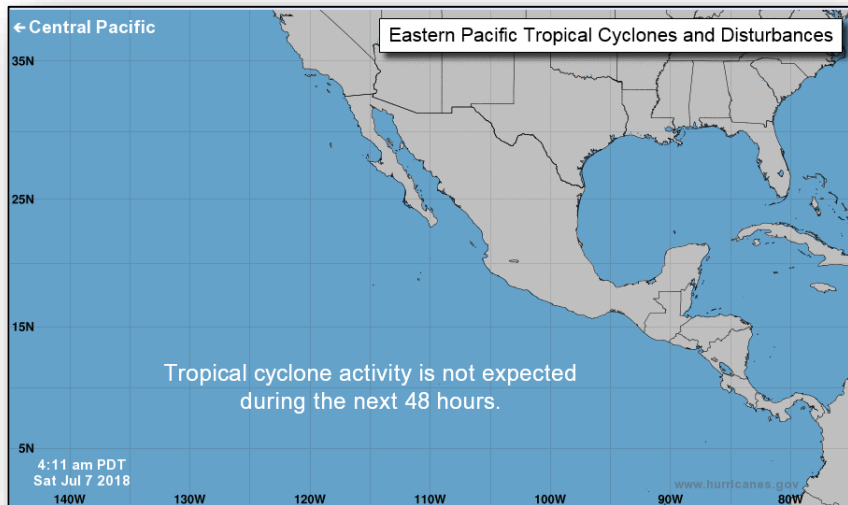 ← Central Pacific
Eastern Pacific Tropical Cyclones and Disturbances
35N
25N
15N
Tropical cyclone activity is not expected
during the next 48 hours.
5N
4:11 am PDT
Sat Jul 7 2018
www.hurricanes.gov
140W 130W 120W 110W 100W 90W 80W